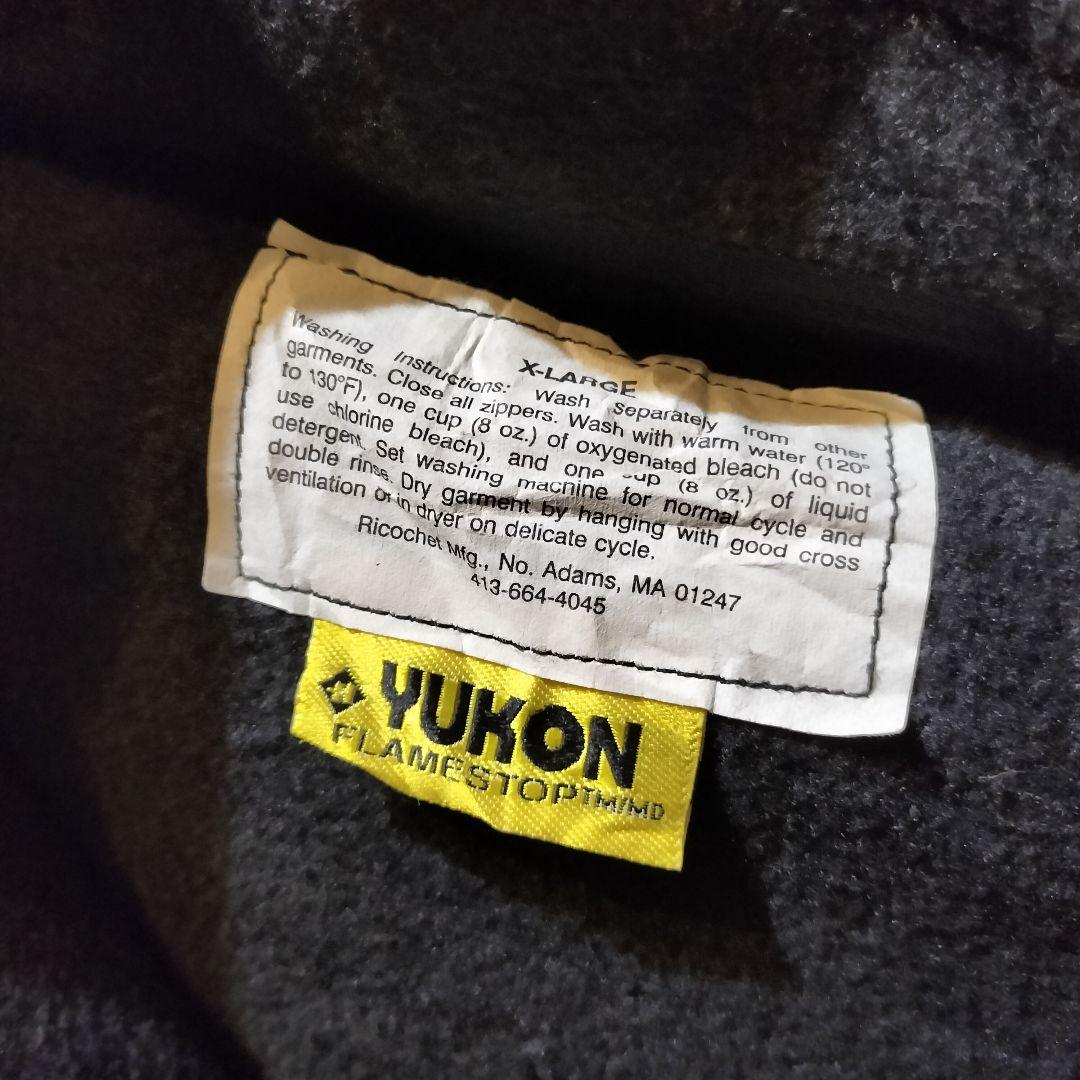 X-LARGE
Washing Instructions: Wash Separately from other
garments. Close all zippers. Wash with warm water (120°
to 130°F), one cup (8 oz.) of oxygenated bleach (do not
use chlorine bleach), and one cup (8 oz.) of liquid
detergent. Set washing machine for normal cycle and
double rinse. Dry garment by hanging with good cross
ventilation or in dryer on delicate cycle.
Ricochet Mfg., No. Adams, MA 01247
413-664-4045
YUKON
FLAMESTOP TM/MD